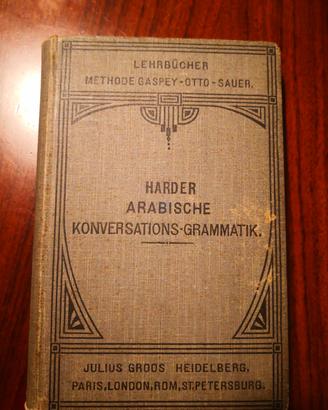 LEHRBÜCHER
METHODE GASPEY-OTTO-SAUER.
HARDER
ARABISCHE
KONVERSATIONS-GRAMMATIK.
JULIUS GROOS HEIDELBERG,
PARIS, LONDON, ROM, ST. PETERSBURG.